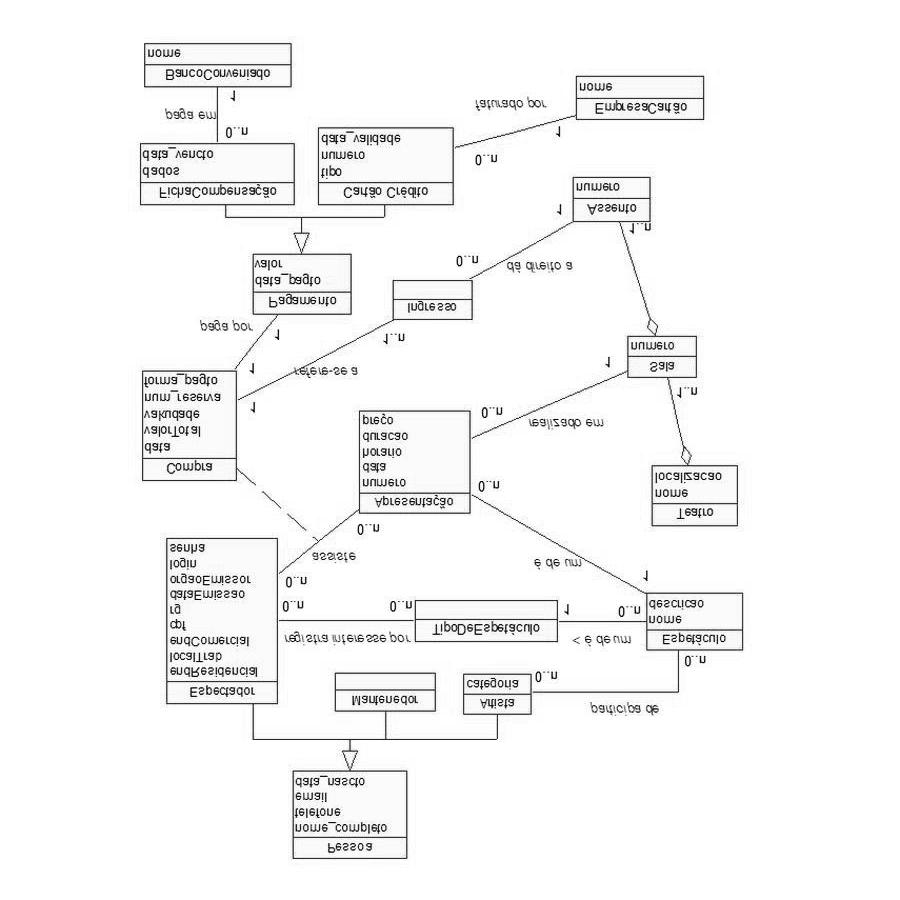 Pessoa
nome_completo
telefone
email
data_nascto
Espectador
endResidencial
localTrab
endComercial
cpf
rg
dataEmissao
orgaoEmissor
login
senha
Mantenedor
Artista
categoria
0..n
participa de
0..n
registra interesse por
0..n
0..n
TipoDeEspetáculo
1
< é de um
0..n
Espetáculo
nome
descricao
1
é de um
0..n
0..n
assiste
0..n
Apresentação
numero
data
horario
duracao
preço
Teatro
nome
localizacao
Compra
data
valorTotal
vakudade
num_reserva
forma_pagto
0..n
realizado em
1
1..n
Sala
numero
1
refere-se a
1..n
1
paga por
1
Pagamento
data_pagto
valor
Ingresso
0..n
dá direito a
1
1..n
Assento
numero
FichaCompensação
dados
data_vencto
Cartão Crédito
tipo
numero
data_validade
0..n
faturado por
1
0..n
paga em
1
EmpresaCartão
nome
BancoConveniado
nome